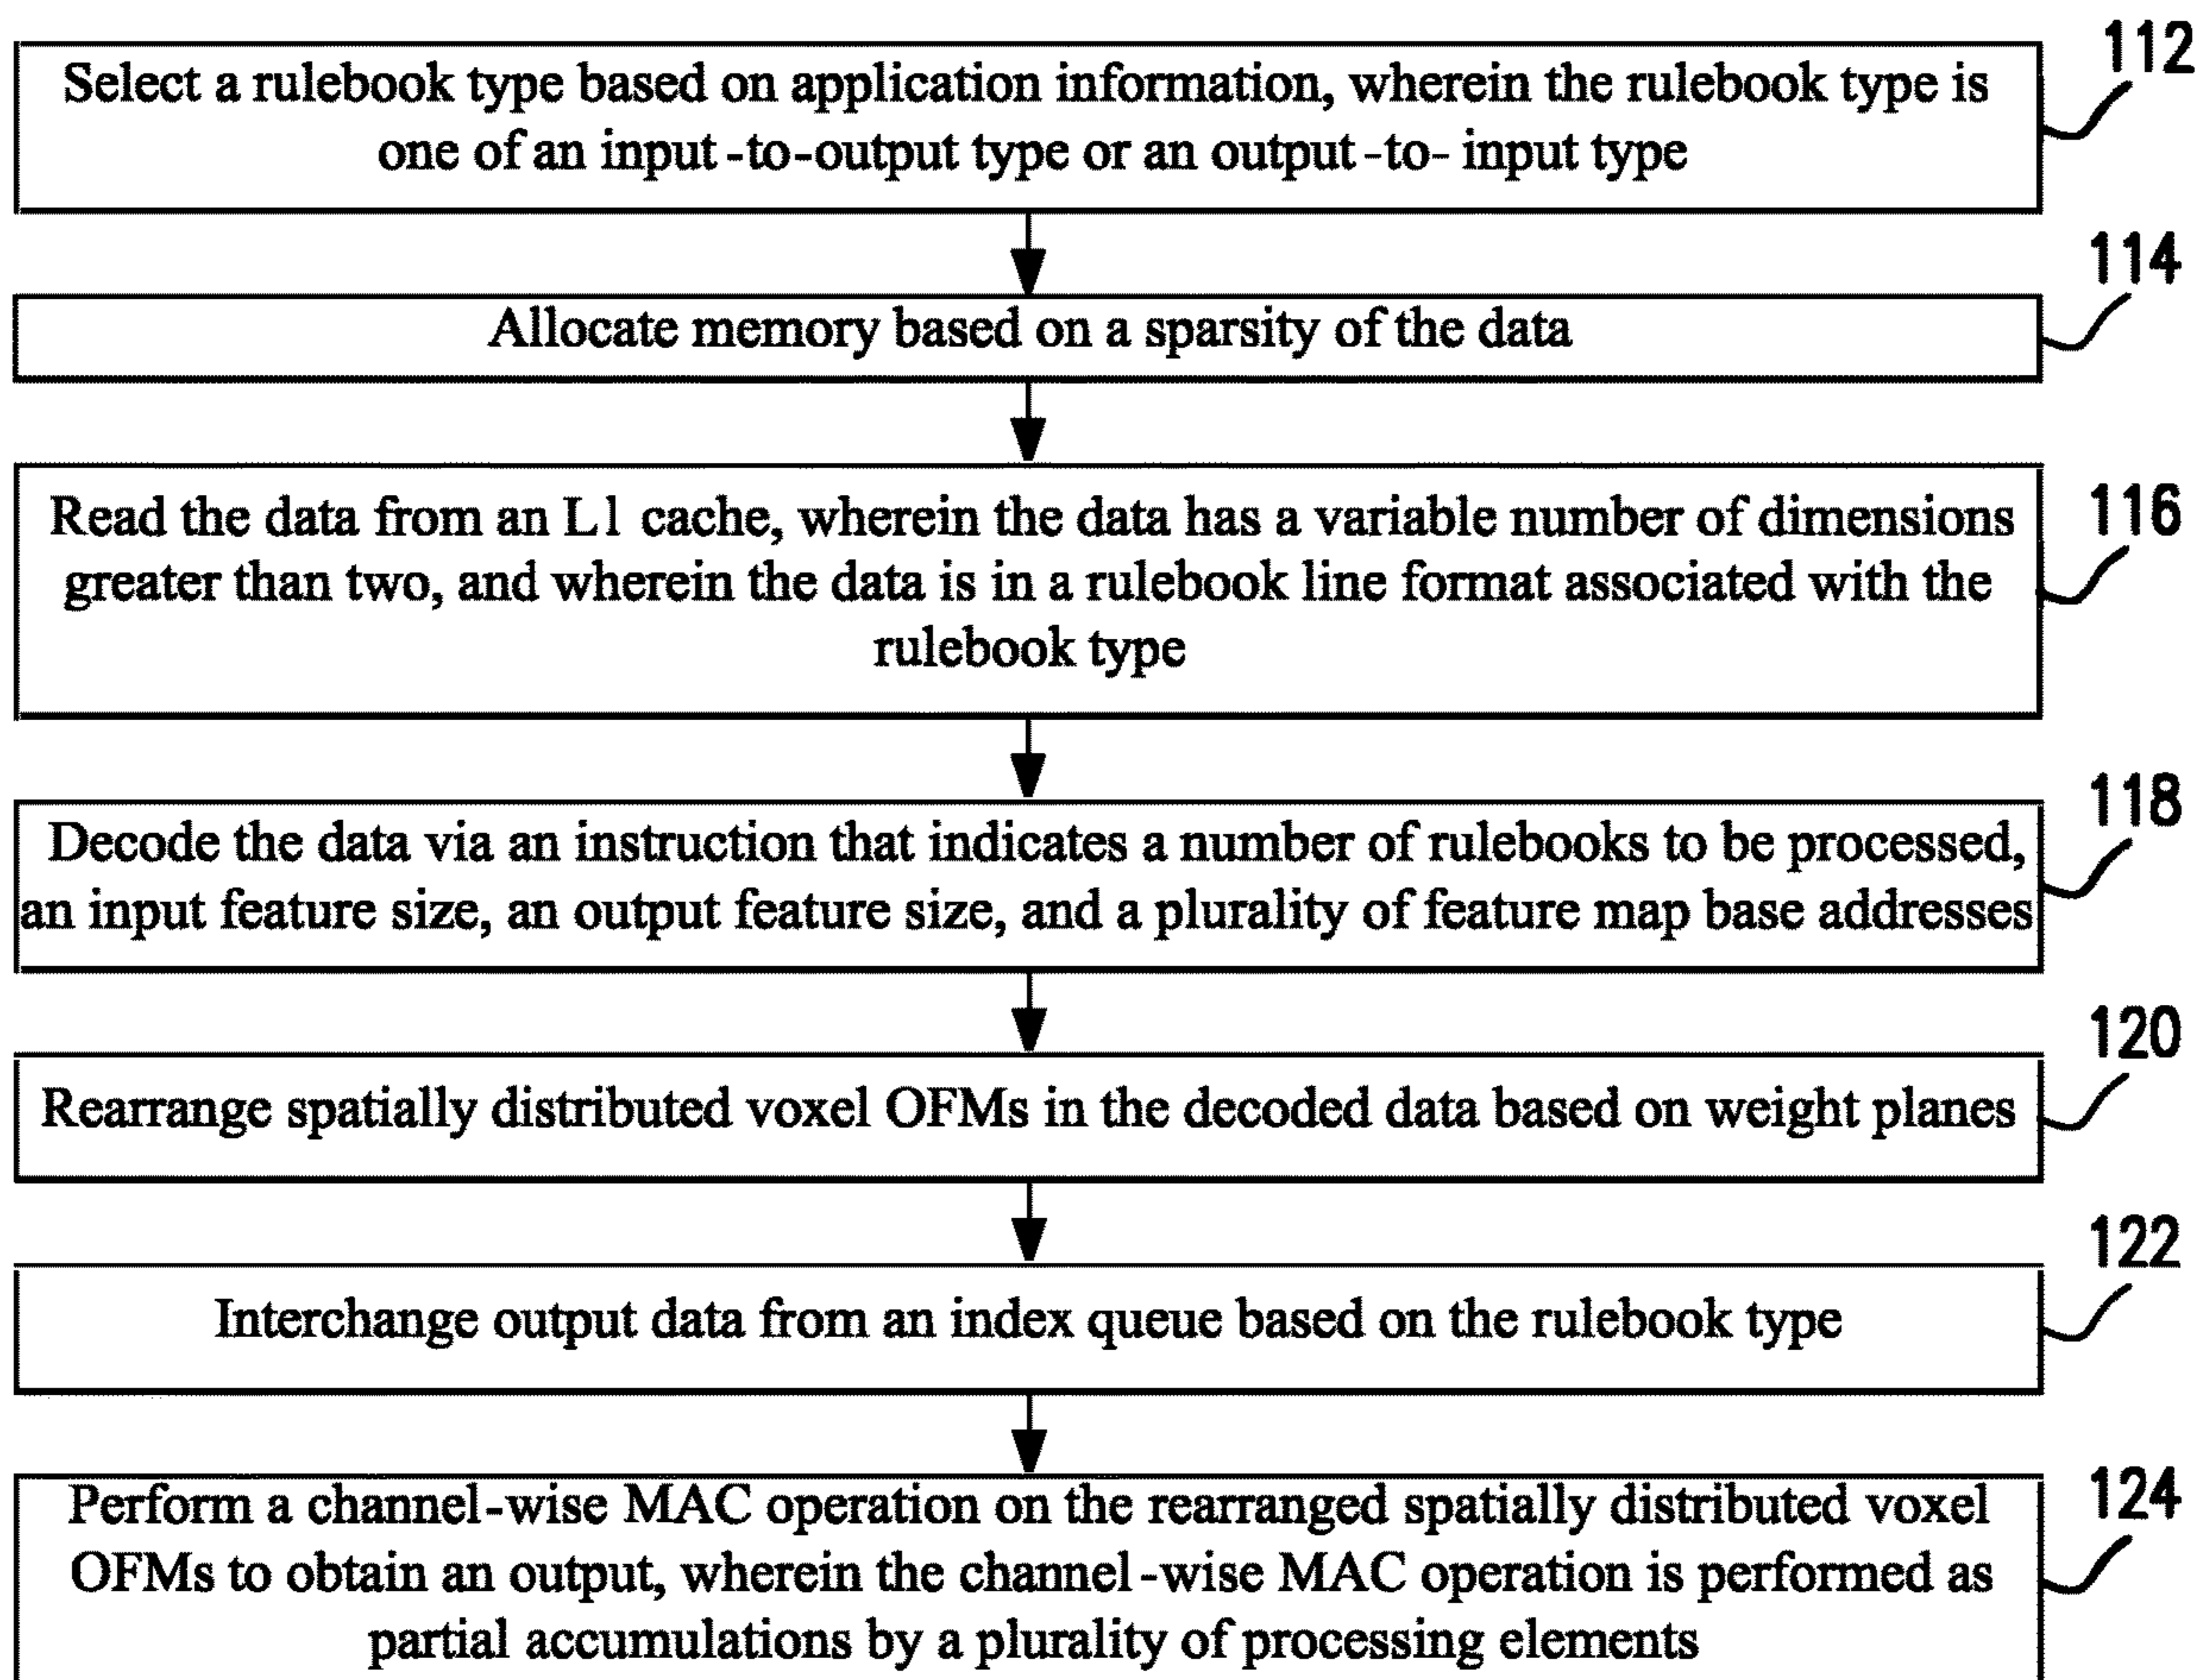 112
Select a rulebook type based on application information, wherein the rulebook type is
one of an input-to-output type or an output-to-input type
114
Allocate memory based on a sparsity of the data
116
Read the data from an L1 cache, wherein the data has a variable number of dimensions
greater than two, and wherein the data is in a rulebook line format associated with the
rulebook type
118
Decode the data via an instruction that indicates a number of rulebooks to be processed,
an input feature size, an output feature size, and a plurality of feature map base addresses
120
Rearrange spatially distributed voxel OFMs in the decoded data based on weight planes
122
Interchange output data from an index queue based on the rulebook type
124
Perform a channel-wise MAC operation on the rearranged spatially distributed voxel
OFMs to obtain an output, wherein the channel-wise MAC operation is performed as
partial accumulations by a plurality of processing elements